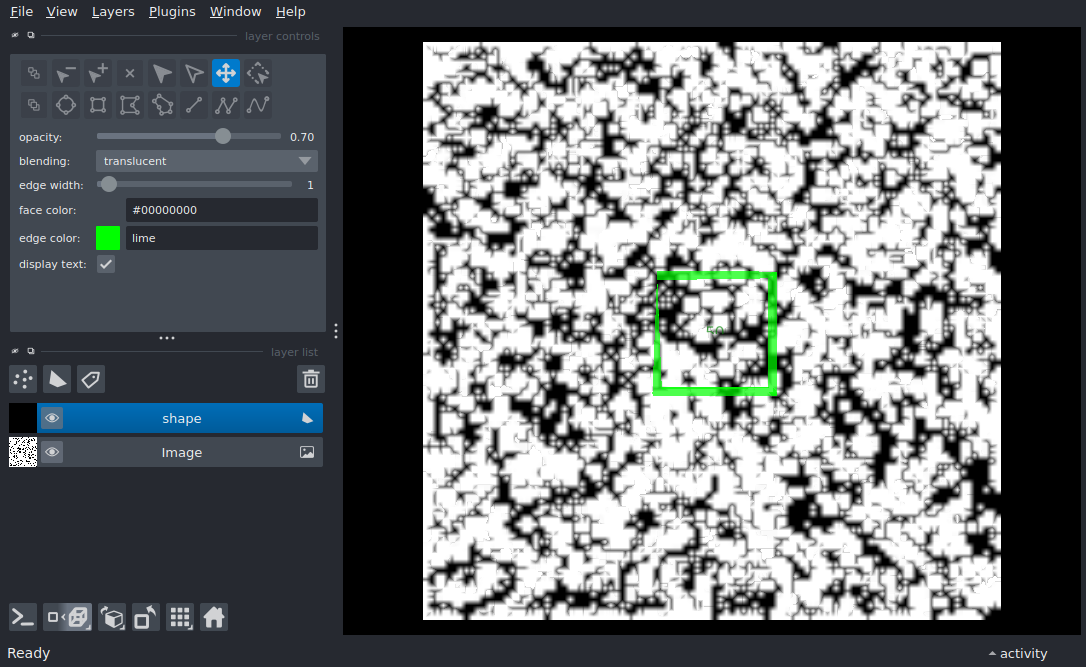 File View Layers Plugins Window Help
layer controls
opacity: 0.70
blending: translucent
edge width: 1
face color: #00000000
edge color: lime
display text:
layer list
shape
Image
Ready
activity